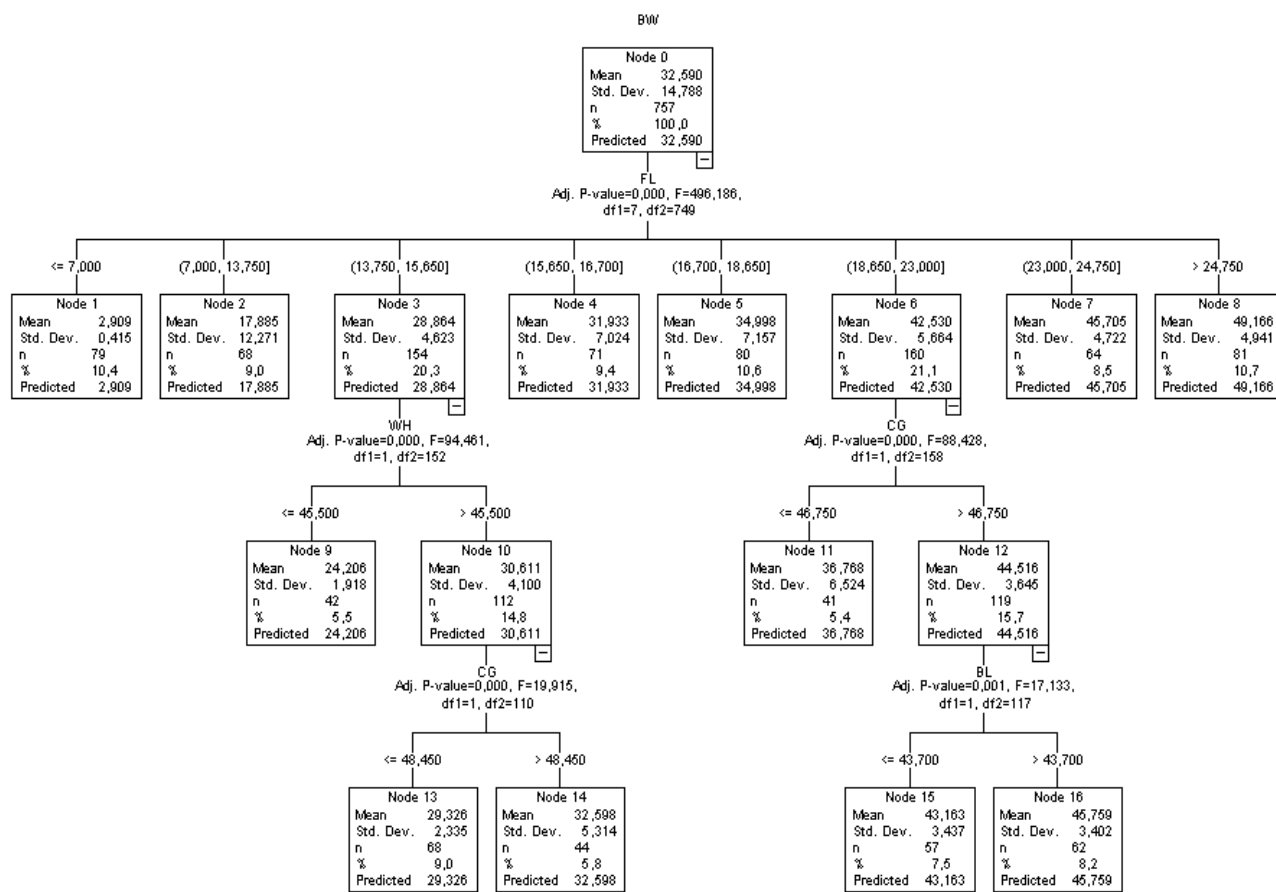 BW
Node 0
Mean 32,590
Std. Dev. 14,788
n 757
% 100,0
Predicted 32,590
FL
Adj. P-value=0,000, F=496,186,
df1=7, df2=749
<= 7,000
(7,000, 13,750]
(13,750, 15,650]
(15,650, 16,700]
(16,700, 18,650]
(18,650, 23,000]
(23,000, 24,750]
> 24,750
Node 1
Mean 2,909
Std. Dev. 0,415
n 79
% 10,4
Predicted 2,909
Node 2
Mean 17,885
Std. Dev. 12,271
n 68
% 9,0
Predicted 17,885
Node 3
Mean 28,864
Std. Dev. 4,623
n 154
% 20,3
Predicted 28,864
Node 4
Mean 31,933
Std. Dev. 7,024
n 71
% 9,4
Predicted 31,933
Node 5
Mean 34,998
Std. Dev. 7,157
n 80
% 10,6
Predicted 34,998
Node 6
Mean 42,530
Std. Dev. 5,664
n 160
% 21,1
Predicted 42,530
Node 7
Mean 45,705
Std. Dev. 4,722
n 64
% 8,5
Predicted 45,705
Node 8
Mean 49,166
Std. Dev. 4,941
n 81
% 10,7
Predicted 49,166
WH
Adj. P-value=0,000, F=94,461,
df1=1, df2=152
CG
Adj. P-value=0,000, F=88,428,
df1=1, df2=158
<= 45,500
> 45,500
<= 46,750
> 46,750
Node 9
Mean 24,206
Std. Dev. 1,918
n 42
% 5,5
Predicted 24,206
Node 10
Mean 30,611
Std. Dev. 4,100
n 112
% 14,8
Predicted 30,611
Node 11
Mean 36,768
Std. Dev. 6,524
n 41
% 5,4
Predicted 36,768
Node 12
Mean 44,516
Std. Dev. 3,645
n 119
% 15,7
Predicted 44,516
CG
Adj. P-value=0,000, F=19,915,
df1=1, df2=110
BL
Adj. P-value=0,001, F=17,133,
df1=1, df2=117
<= 48,450
> 48,450
<= 43,700
> 43,700
Node 13
Mean 29,326
Std. Dev. 2,335
n 68
% 9,0
Predicted 29,326
Node 14
Mean 32,598
Std. Dev. 5,314
n 44
% 5,8
Predicted 32,598
Node 15
Mean 43,163
Std. Dev. 3,437
n 57
% 7,5
Predicted 43,163
Node 16
Mean 45,759
Std. Dev. 3,402
n 62
% 8,2
Predicted 45,759